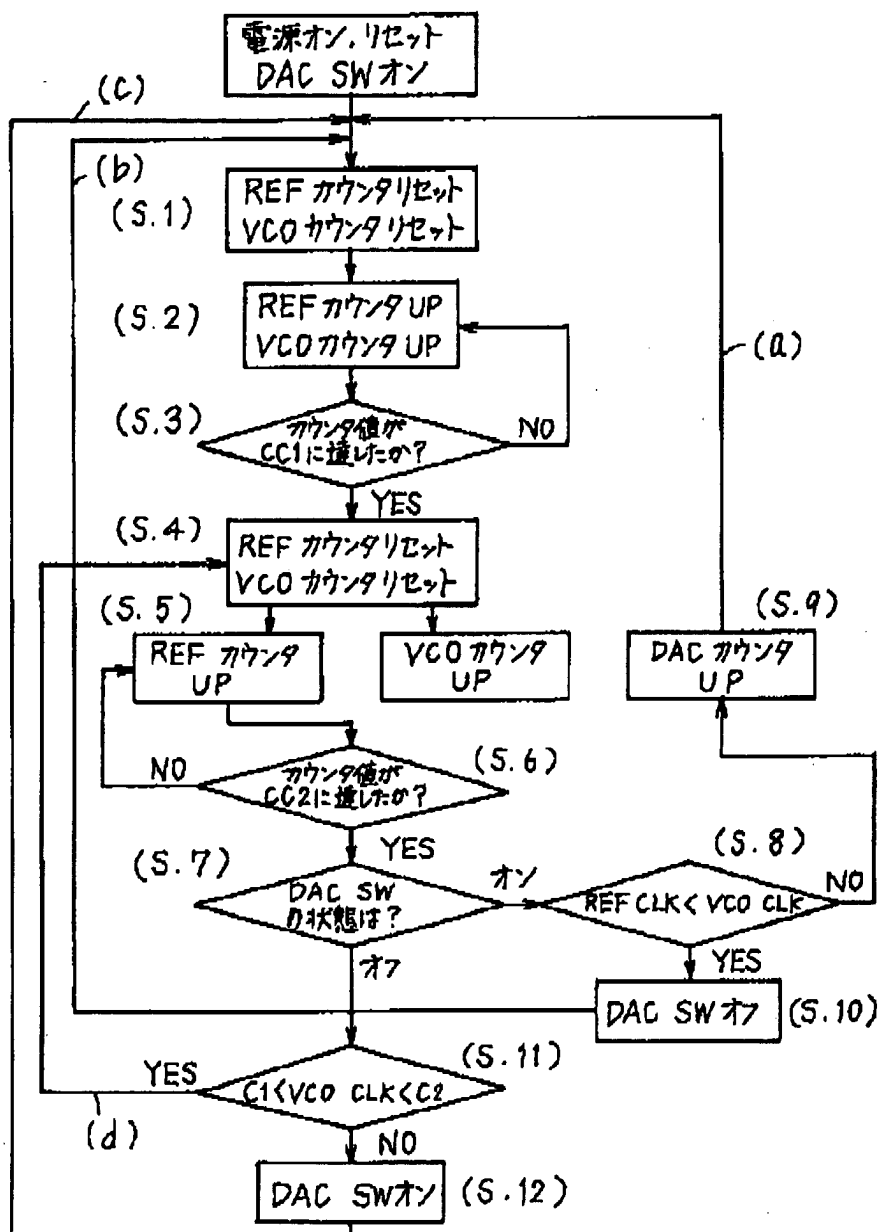 電源オン,リセット
DAC SWオン
(C)
(b)
(S.1)
REF カウンタリセット
VCO カウンタリセット
(S.2)
REF カウンタ UP
VCO カウンタ UP
(a)
(S.3)
カウンタ値が
CC1に達したか?
NO
YES
(S.4)
REF カウンタリセット
VCO カウンタリセット
(S.5)
REF カウンタ
UP
VCO カウンタ
UP
(S.9)
DAC カウンタ
UP
(S.6)
カウンタ値が
CC2に達したか?
NO
YES
(S.7)
DAC SW
の状態は?
オン
オフ
(S.8)
REF CLK < VCO CLK
NO
YES
DAC SWオフ
(S.10)
(S.11)
C1<VCO CLK<C2
YES
(d)
NO
DAC SWオン
(S.12)